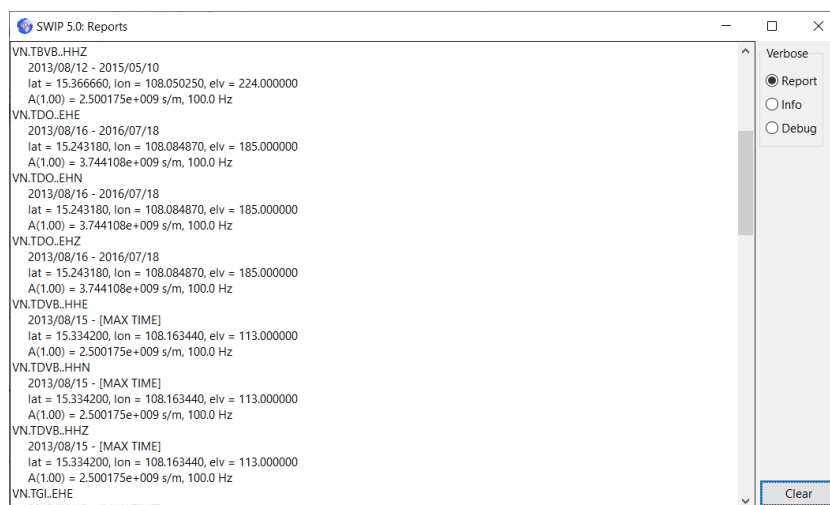 SWIP 5.0: Reports
VN.TBVB..HHZ
2013/08/12 - 2015/05/10
lat = 15.366660, lon = 108.050250, elv = 224.000000
A(1.00) = 2.500175e+009 s/m, 100.0 Hz
VN.TDO..EHE
2013/08/16 - 2016/07/18
lat = 15.243180, lon = 108.084870, elv = 185.000000
A(1.00) = 3.744108e+009 s/m, 100.0 Hz
VN.TDO..EHN
2013/08/16 - 2016/07/18
lat = 15.243180, lon = 108.084870, elv = 185.000000
A(1.00) = 3.744108e+009 s/m, 100.0 Hz
VN.TDO..EHZ
2013/08/16 - 2016/07/18
lat = 15.243180, lon = 108.084870, elv = 185.000000
A(1.00) = 3.744108e+009 s/m, 100.0 Hz
VN.TDVB..HHE
2013/08/15 - [MAX TIME]
lat = 15.334200, lon = 108.163440, elv = 113.000000
A(1.00) = 2.500175e+009 s/m, 100.0 Hz
VN.TDVB..HHN
2013/08/15 - [MAX TIME]
lat = 15.334200, lon = 108.163440, elv = 113.000000
A(1.00) = 2.500175e+009 s/m, 100.0 Hz
VN.TDVB..HHZ
2013/08/15 - [MAX TIME]
lat = 15.334200, lon = 108.163440, elv = 113.000000
A(1.00) = 2.500175e+009 s/m, 100.0 Hz
VN.TGI..EHE
Verbose
Report
Info
Debug
Clear